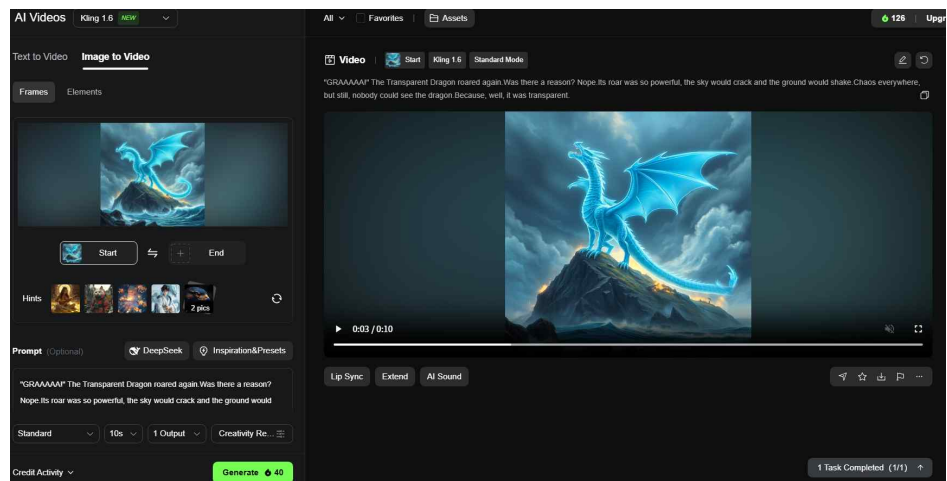 AI Videos Kling 1.6 NEW
Text to Video Image to Video
Frames Elements
Start End
Hints 2 pics
Prompt (Optional) DeepSeek Inspiration&Presets
"GRAAAAA!" The Transparent Dragon roared again.Was there a reason?
Nope.Its roar was so powerful, the sky would crack and the ground would
Standard 10s 1 Output Creativity Re...
Credit Activity Generate 40
All Favorites Assets 126 Upgr
Video Start Kling 1.6 Standard Mode
"GRAAAAA!" The Transparent Dragon roared again.Was there a reason? Nope.Its roar was so powerful, the sky would crack and the ground would shake.Chaos everywhere,
but still, nobody could see the dragon.Because, well, it was transparent.
0:03 / 0:10
Lip Sync Extend AI Sound
1 Task Completed (1/1)